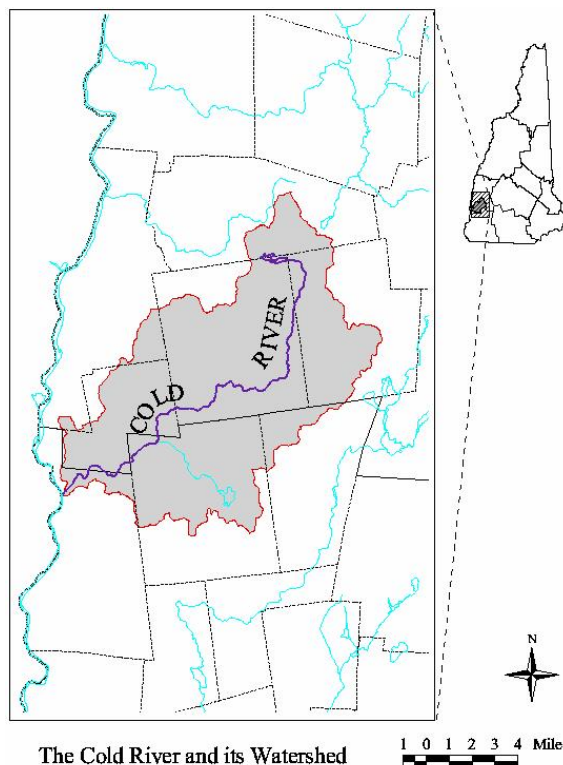 RIVER
COLD
N
The Cold River and its Watershed
1 0 1 2 3 4 Mile